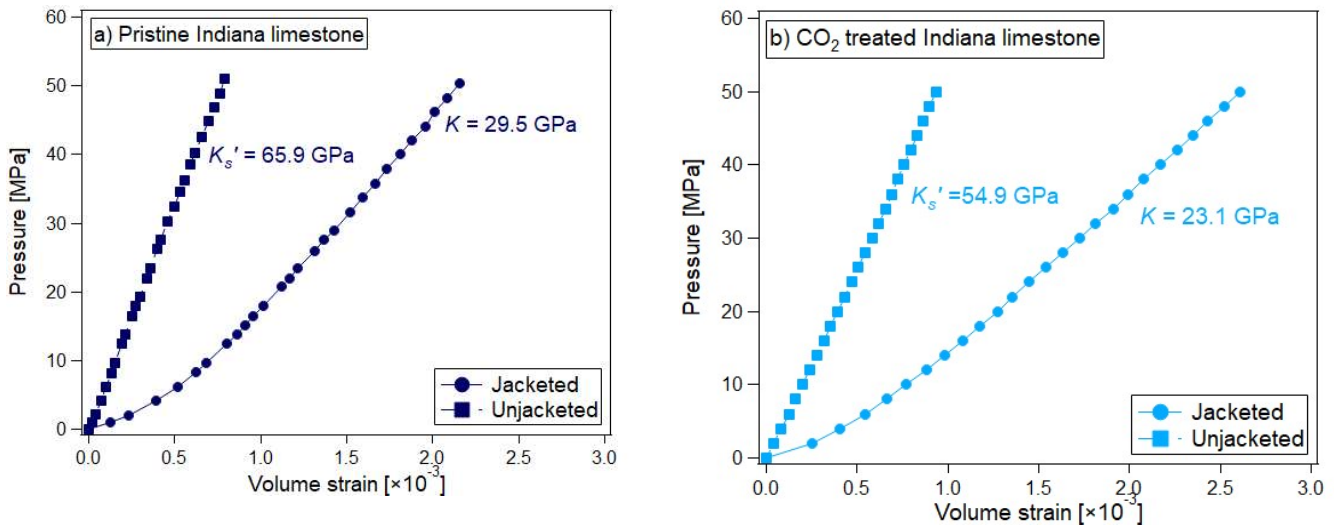 a) Pristine Indiana limestone
60
50
40
30
20
10
0
Pressure [MPa]
K = 29.5 GPa
Kₛ' = 65.9 GPa
Jacketed
Unjacketed
0.0 0.5 1.0 1.5 2.0 2.5 3.0
Volume strain [×10⁻³]
b) CO₂ treated Indiana limestone
60
50
40
30
20
10
0
Pressure [MPa]
Kₛ' =54.9 GPa
K = 23.1 GPa
Jacketed
Unjacketed
0.0 0.5 1.0 1.5 2.0 2.5 3.0
Volume strain [×10⁻³]